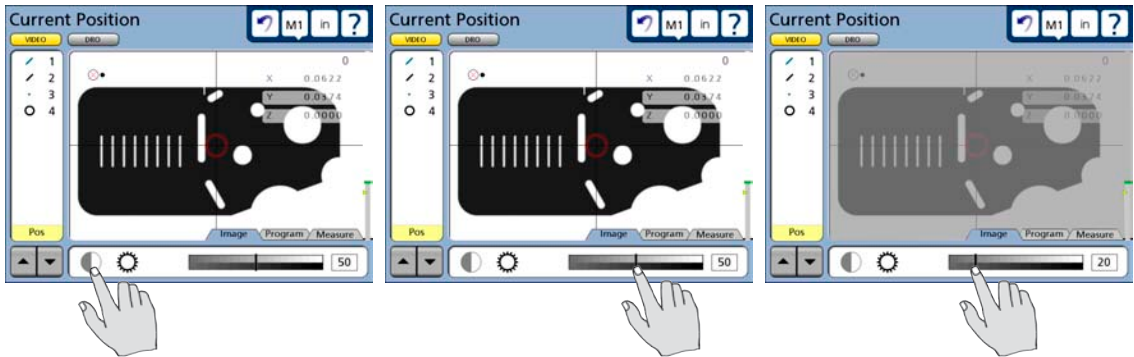 Current Position
M1 in ?
VIDEO DRO
1
2
3
4
0
X 0.0622
Y 0.0374
Z 0.0000
Pos
Image Program Measure
50
Current Position
M1 in ?
VIDEO DRO
1
2
3
4
0
X 0.0622
Y 0.0374
Z 0.0000
Pos
Image Program Measure
50
Current Position
M1 in ?
VIDEO DRO
1
2
3
4
0
X 0.0622
Y 0.0374
Z 0.0000
Pos
Image Program Measure
20